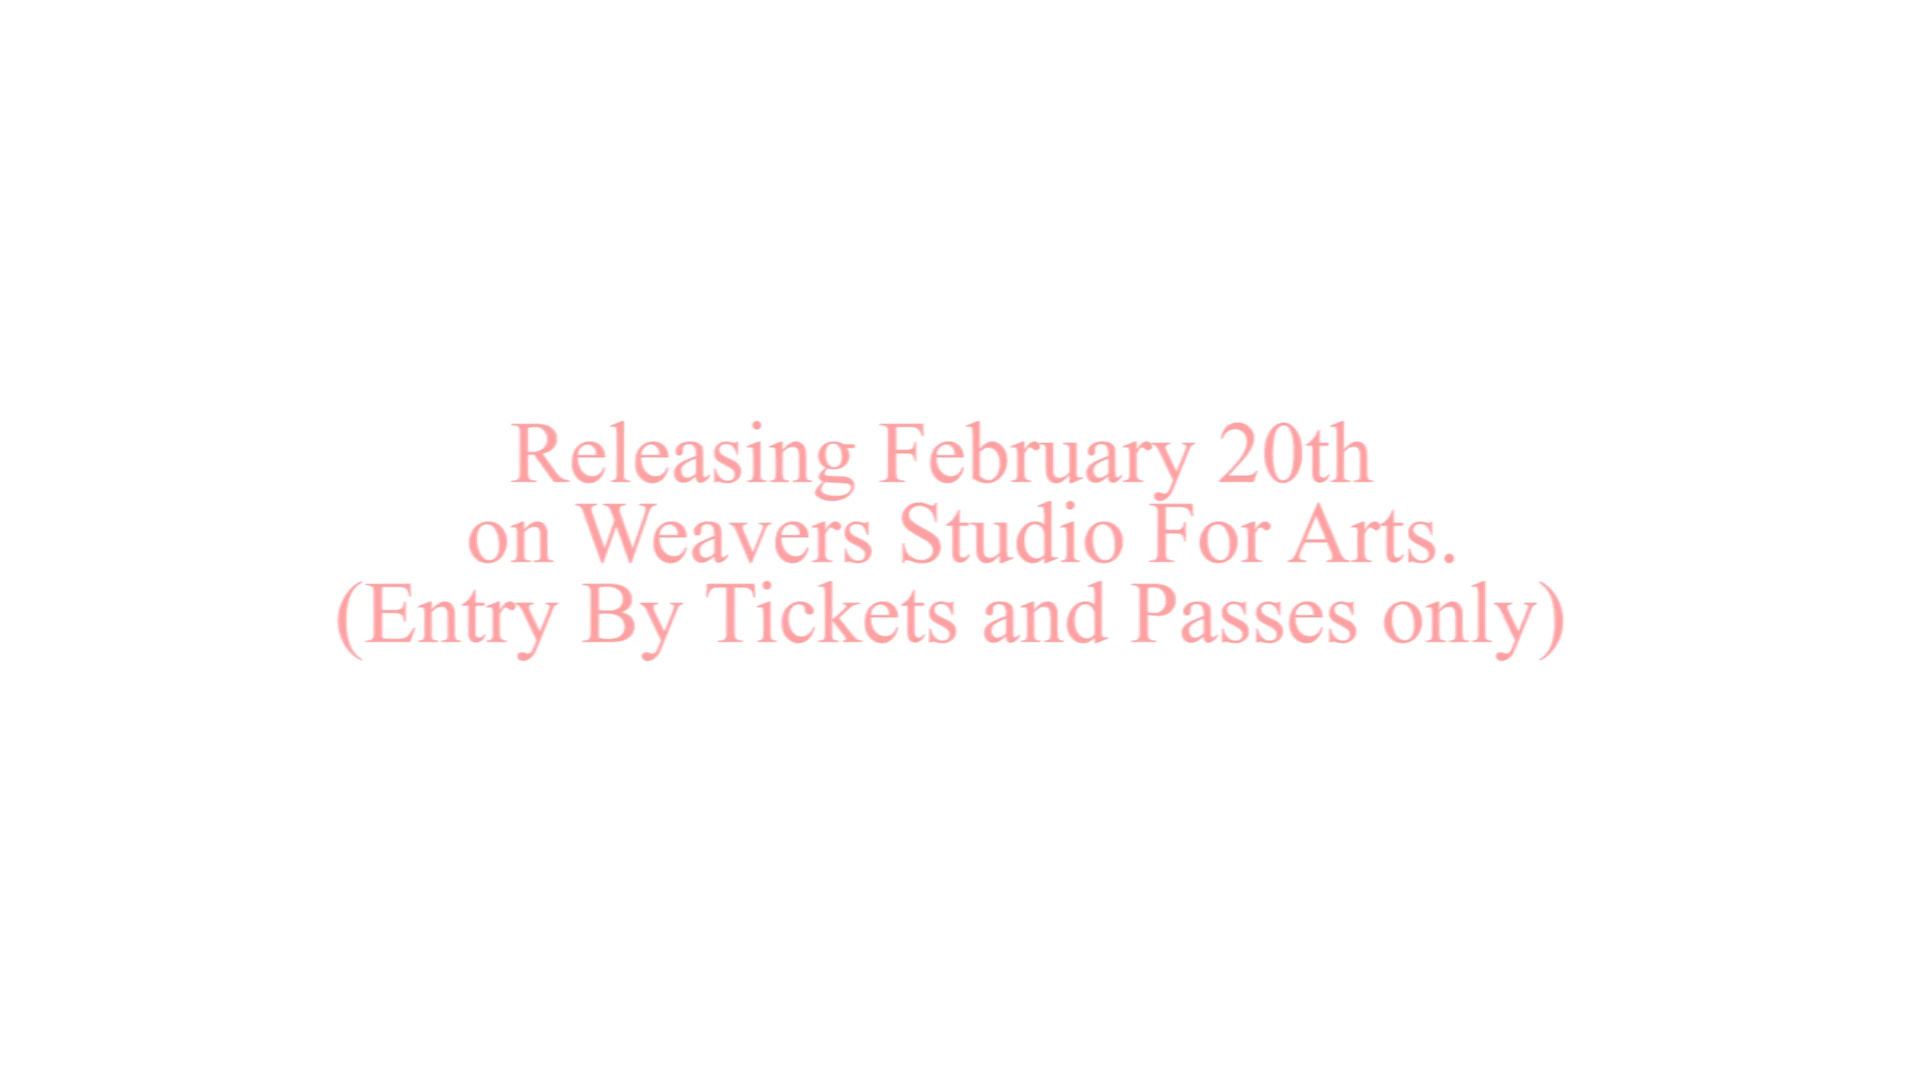 Releasing February 20th
on Weavers Studio For Arts.
(Entry By Tickets and Passes only)